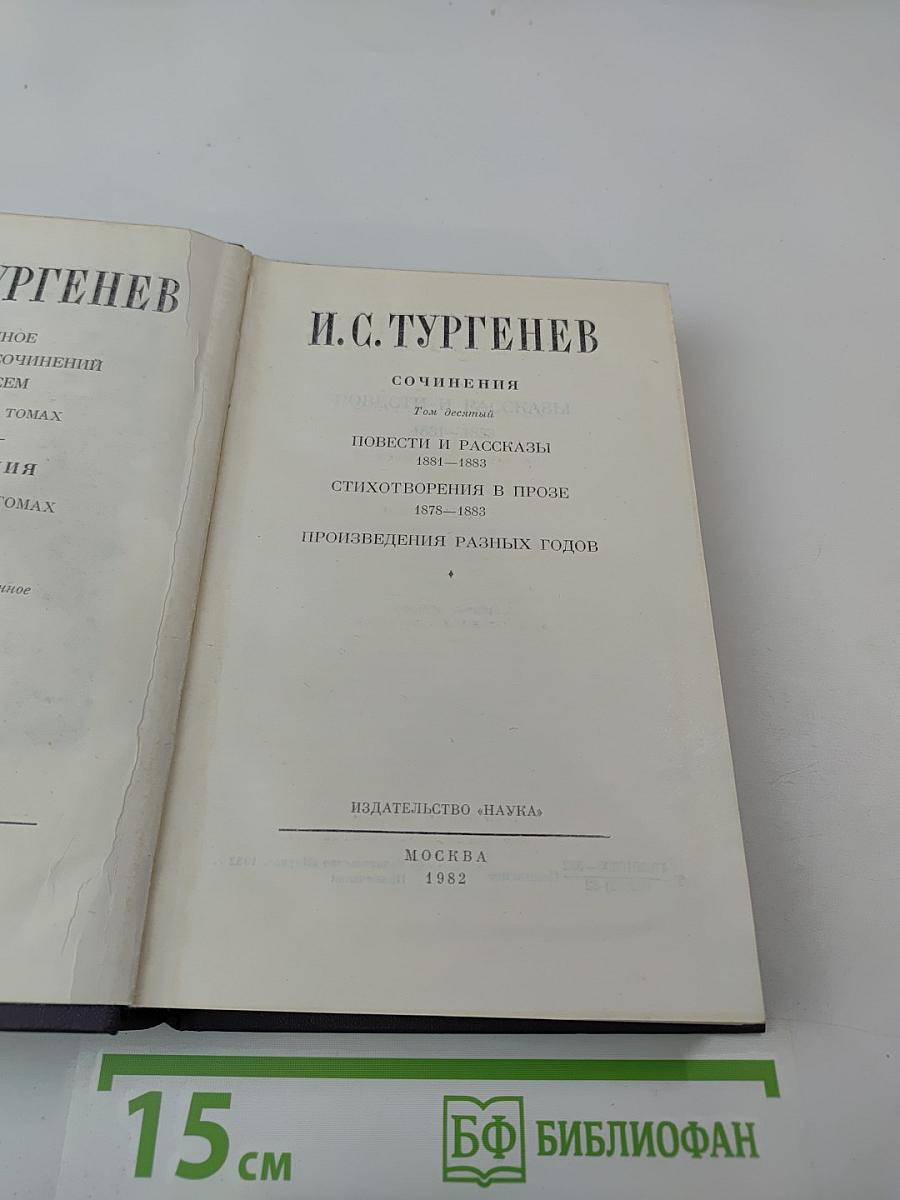 УРГЕНЕВ
НОЕ
СОЧИНЕНИЙ
СЕМ
ТОМАХ
ИЯ
ТОМАХ
нное
И.С.ТУРГЕНЕВ
СОЧИНЕНИЯ
Том десятый
ПОВЕСТИ И РАССКАЗЫ
1881—1883
СТИХОТВОРЕНИЯ В ПРОЗЕ
1878—1883
ПРОИЗВЕДЕНИЯ РАЗНЫХ ГОДОВ
ИЗДАТЕЛЬСТВО «НАУКА»
МОСКВА
1982
15 см
БФ БИБЛИОФАН